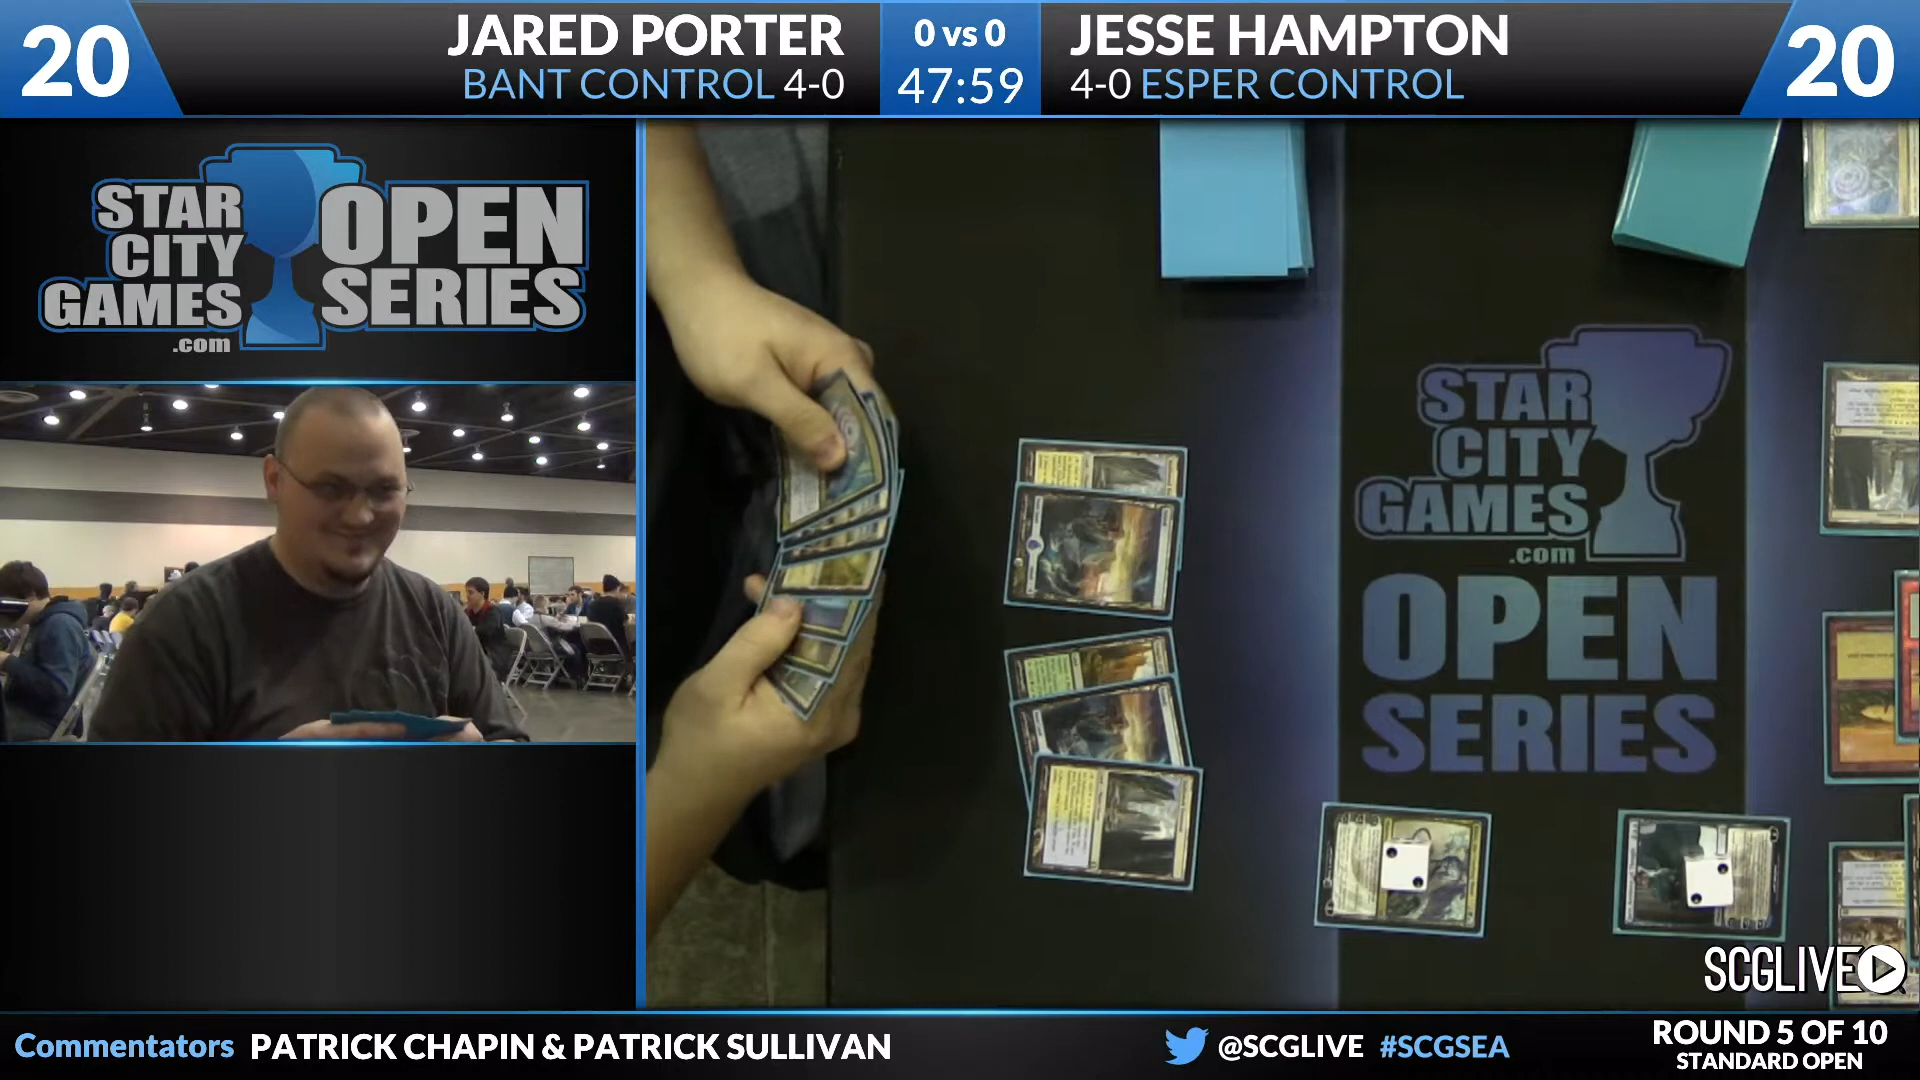 20
JARED PORTER
BANT CONTROL 4-0
0 vs 0
47:59
JESSE HAMPTON
4-0 ESPER CONTROL
20
STAR
CITY
GAMES
.com
OPEN
SERIES
STAR
CITY
GAMES
.com
OPEN
SERIES
SCGLIVE
Commentators PATRICK CHAPIN & PATRICK SULLIVAN
@SCGLIVE #SCGSEA
ROUND 5 OF 10
STANDARD OPEN